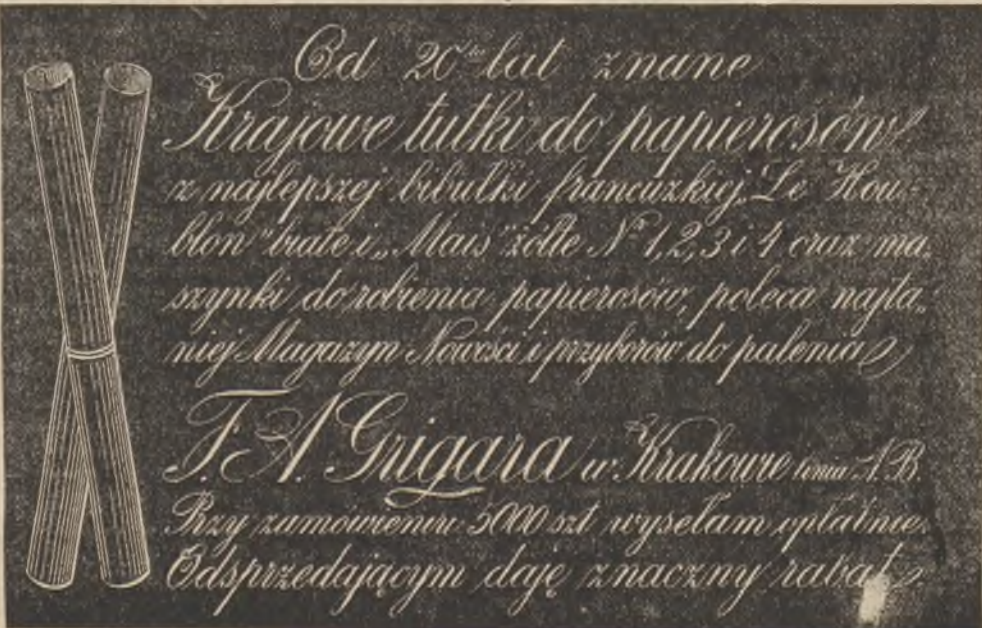 Od 20tu lat znane
Krajowe tutki do papierosów
z najlepszej bibułki francuzkiej „Le Hou-
blon" białe i „Mais" żółte No 1, 2, 3 i 4 oraz ma-
szynki do robienia papierosów, poleca najta-
niej Magazyn Nowości i przyborów do palenia
F. A. Grigara w Krakowie linia A. B.
Przy zamówieniu 5000 szt wysełam opłatnie.
Odsprzedającym daję znaczny rabat